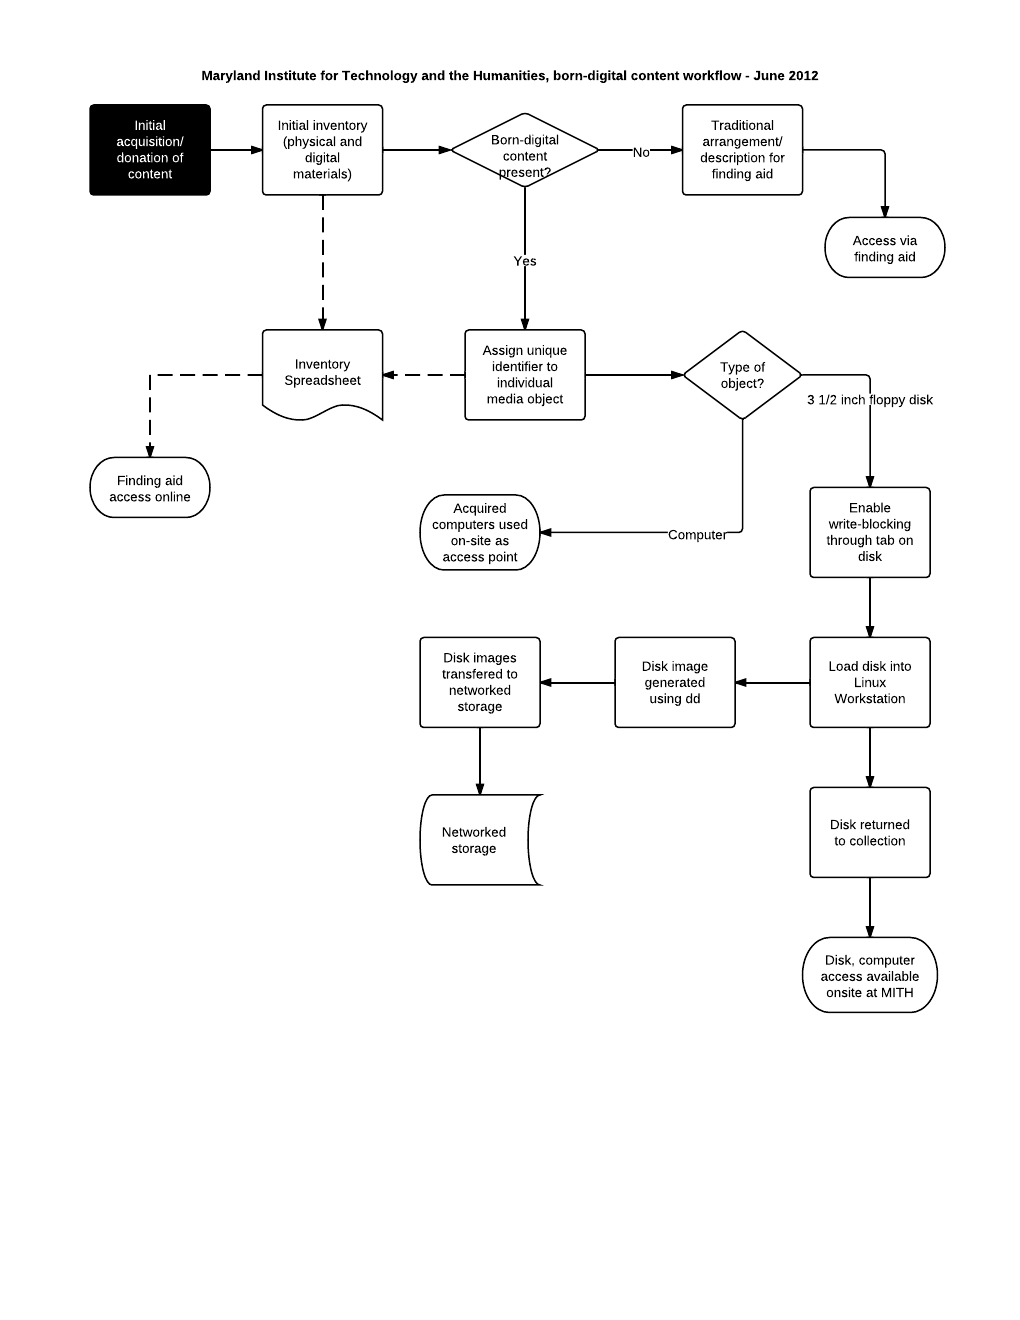 Maryland Institute for Technology and the Humanities, born-digital content workflow - June 2012
Initial
acquisition/
donation of
content
Initial inventory
(physical and
digital
materials)
Born-digital
content
present?
No
Traditional
arrangement/
description for
finding aid
Access via
finding aid
Yes
Inventory
Spreadsheet
Assign unique
identifier to
individual
media object
Type of
object?
3 1/2 inch floppy disk
Finding aid
access online
Acquired
computers used
on-site as
access point
Computer
Enable
write-blocking
through tab on
disk
Disk images
transfered to
networked
storage
Disk image
generated
using dd
Load disk into
Linux
Workstation
Networked
storage
Disk returned
to collection
Disk, computer
access available
onsite at MITH